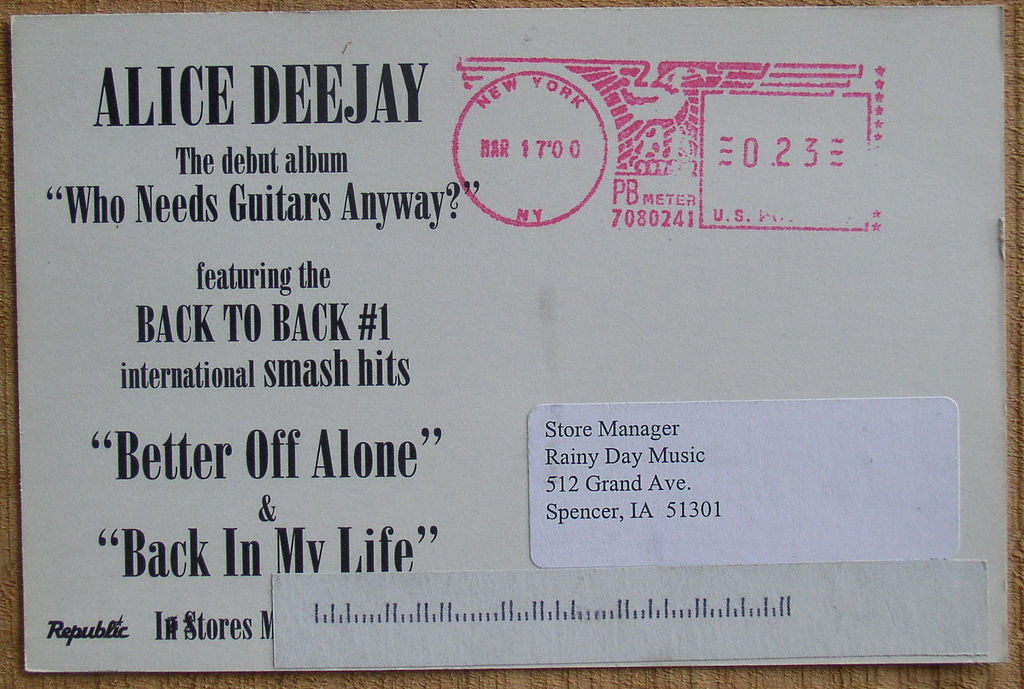 ALICE DEEJAY
The debut album
“Who Needs Guitars Anyway?”
featuring the
BACK TO BACK #1
international smash hits
“Better Off Alone”
&
“Back In My Life”
Republic
In Stores
NEW YORK
MAR 17'00
NY
PB METER
7080241
0.23
U.S.
Store Manager
Rainy Day Music
512 Grand Ave.
Spencer, IA 51301